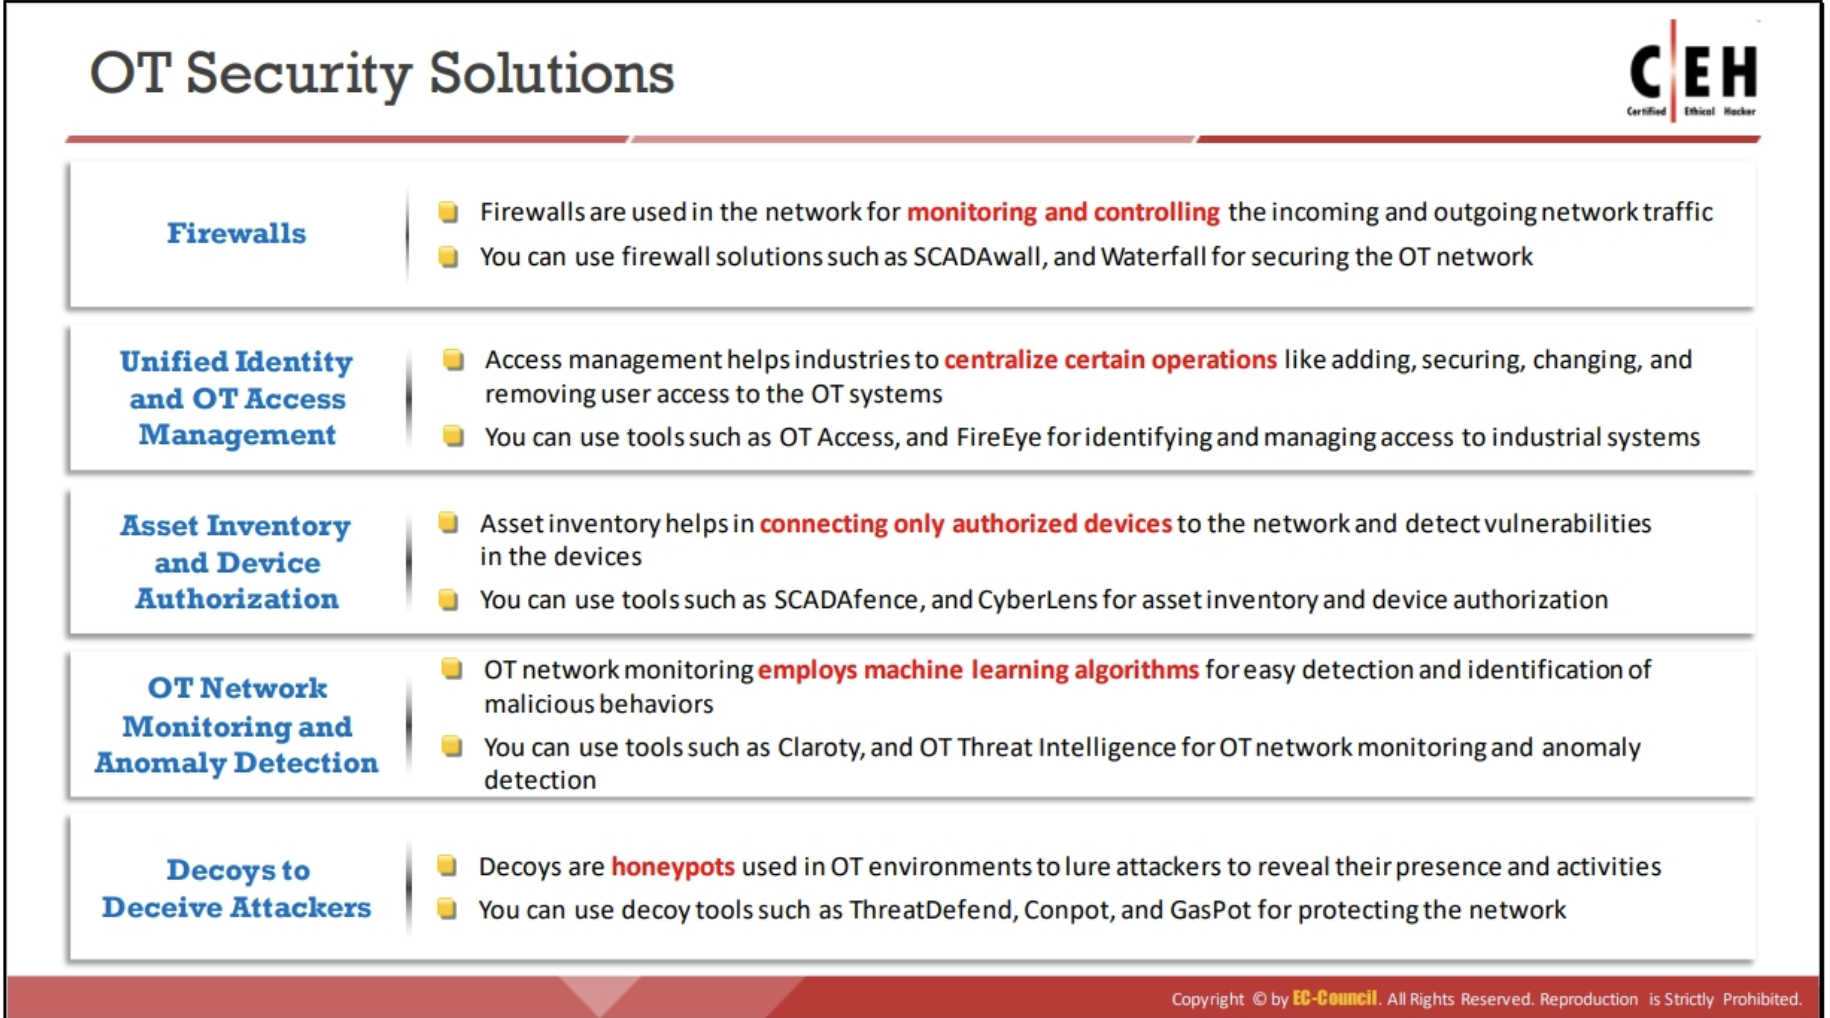 OT Security Solutions
C EH
Certified Ethical Hacker
Firewalls
Firewalls are used in the network for monitoring and controlling the incoming and outgoing network traffic
You can use firewall solutions such as SCADAwall, and Waterfall for securing the OT network
Unified Identity
and OT Access
Management
Access management helps industries to centralize certain operations like adding, securing, changing, and
removing user access to the OT systems
You can use tools such as OT Access, and FireEye for identifying and managing access to industrial systems
Asset Inventory
and Device
Authorization
Asset inventory helps in connecting only authorized devices to the network and detect vulnerabilities
in the devices
You can use tools such as SCADAfence, and CyberLens for asset inventory and device authorization
OT Network
Monitoring and
Anomaly Detection
OT network monitoring employs machine learning algorithms for easy detection and identification of
malicious behaviors
You can use tools such as Claroty, and OT Threat Intelligence for OT network monitoring and anomaly
detection
Decoys to
Deceive Attackers
Decoys are honeypots used in OT environments to lure attackers to reveal their presence and activities
You can use decoy tools such as ThreatDefend, Conpot, and GasPot for protecting the network
Copyright © by EC-Council. All Rights Reserved. Reproduction is Strictly Prohibited.